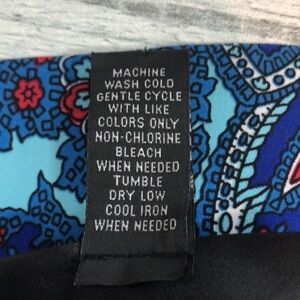 MACHINE
WASH COLD
GENTLE CYCLE
WITH LIKE
COLORS ONLY
NON-CHLORINE
BLEACH
WHEN NEEDED
TUMBLE
DRY LOW
COOL IRON
WHEN NEEDED